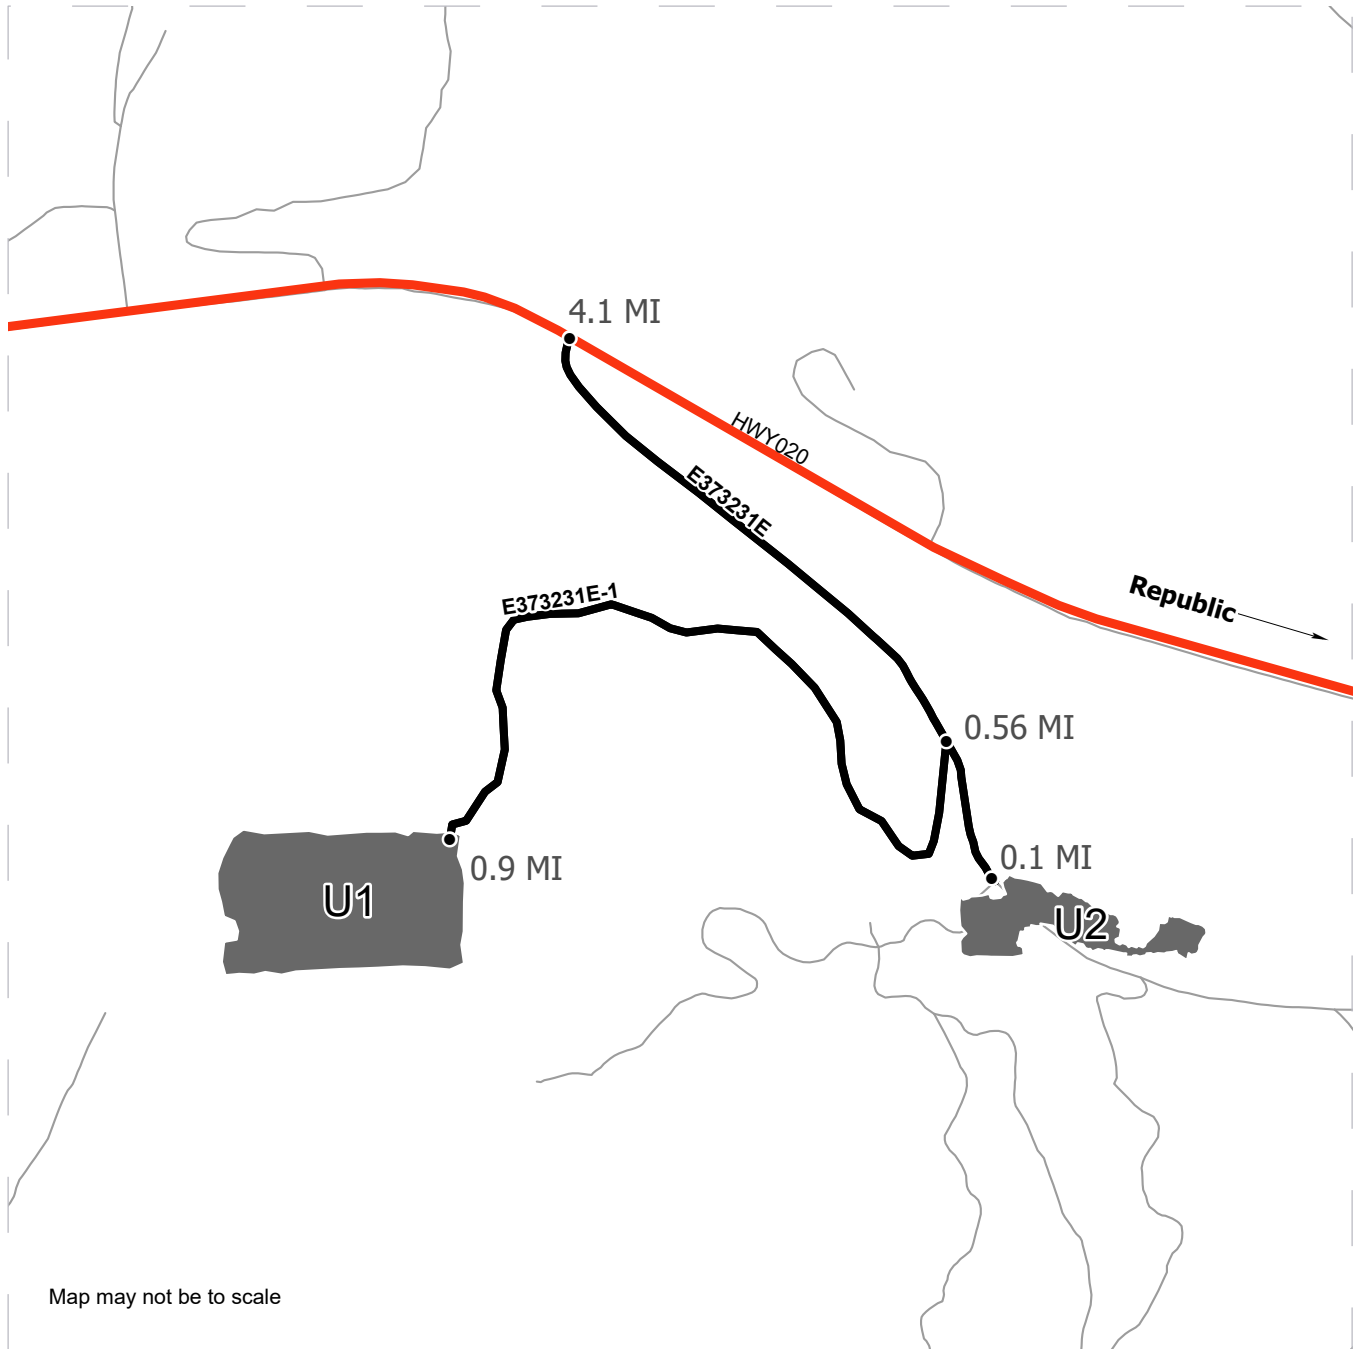 4.1 MI
HWY020
E373231E
Republic
E373231E-1
0.56 MI
0.1 MI
0.9 MI
U1
U2
Map may not be to scale